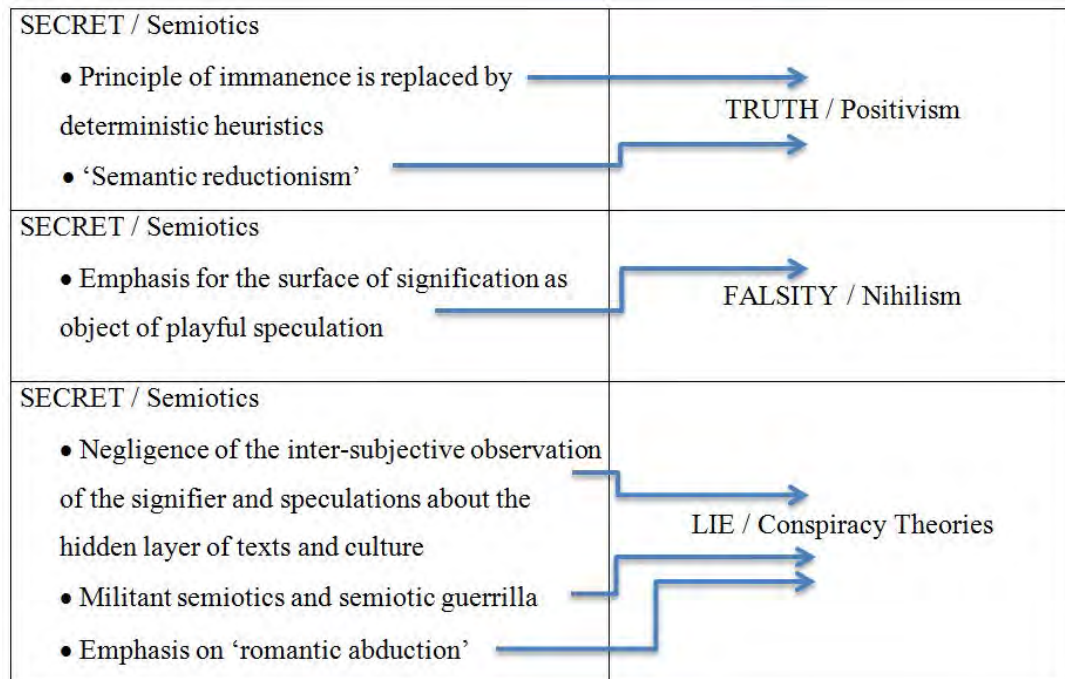 SECRET / Semiotics
• Principle of immanence is replaced by
deterministic heuristics
• ‘Semantic reductionism’
TRUTH / Positivism
SECRET / Semiotics
• Emphasis for the surface of signification as
object of playful speculation
FALSITY / Nihilism
SECRET / Semiotics
• Negligence of the inter-subjective observation
of the signifier and speculations about the
hidden layer of texts and culture
• Militant semiotics and semiotic guerrilla
• Emphasis on ‘romantic abduction’
LIE / Conspiracy Theories